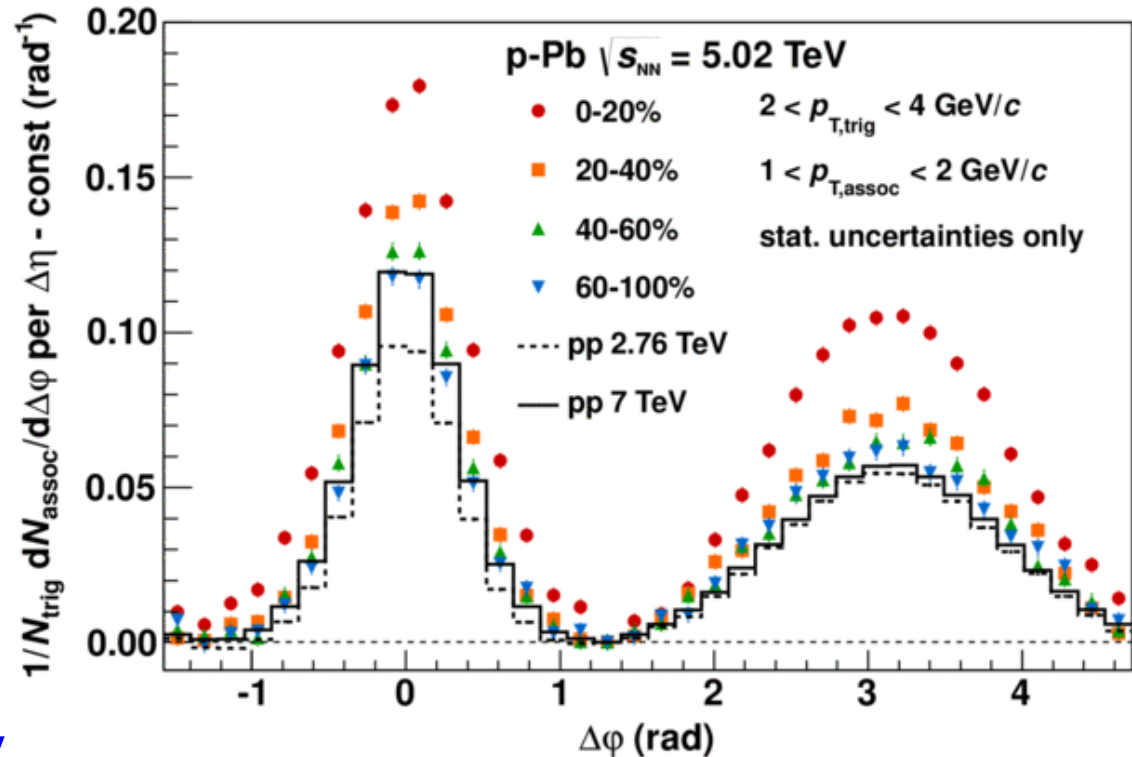 1/N_trig dN_assoc/dΔφ per Δη - const (rad⁻¹)
0.20
0.15
0.10
0.05
0.00
p-Pb √s_NN = 5.02 TeV
0-20%
20-40%
40-60%
60-100%
pp 2.76 TeV
pp 7 TeV
2 < p_T,trig < 4 GeV/c
1 < p_T,assoc < 2 GeV/c
stat. uncertainties only
-1 0 1 2 3 4
Δφ (rad)